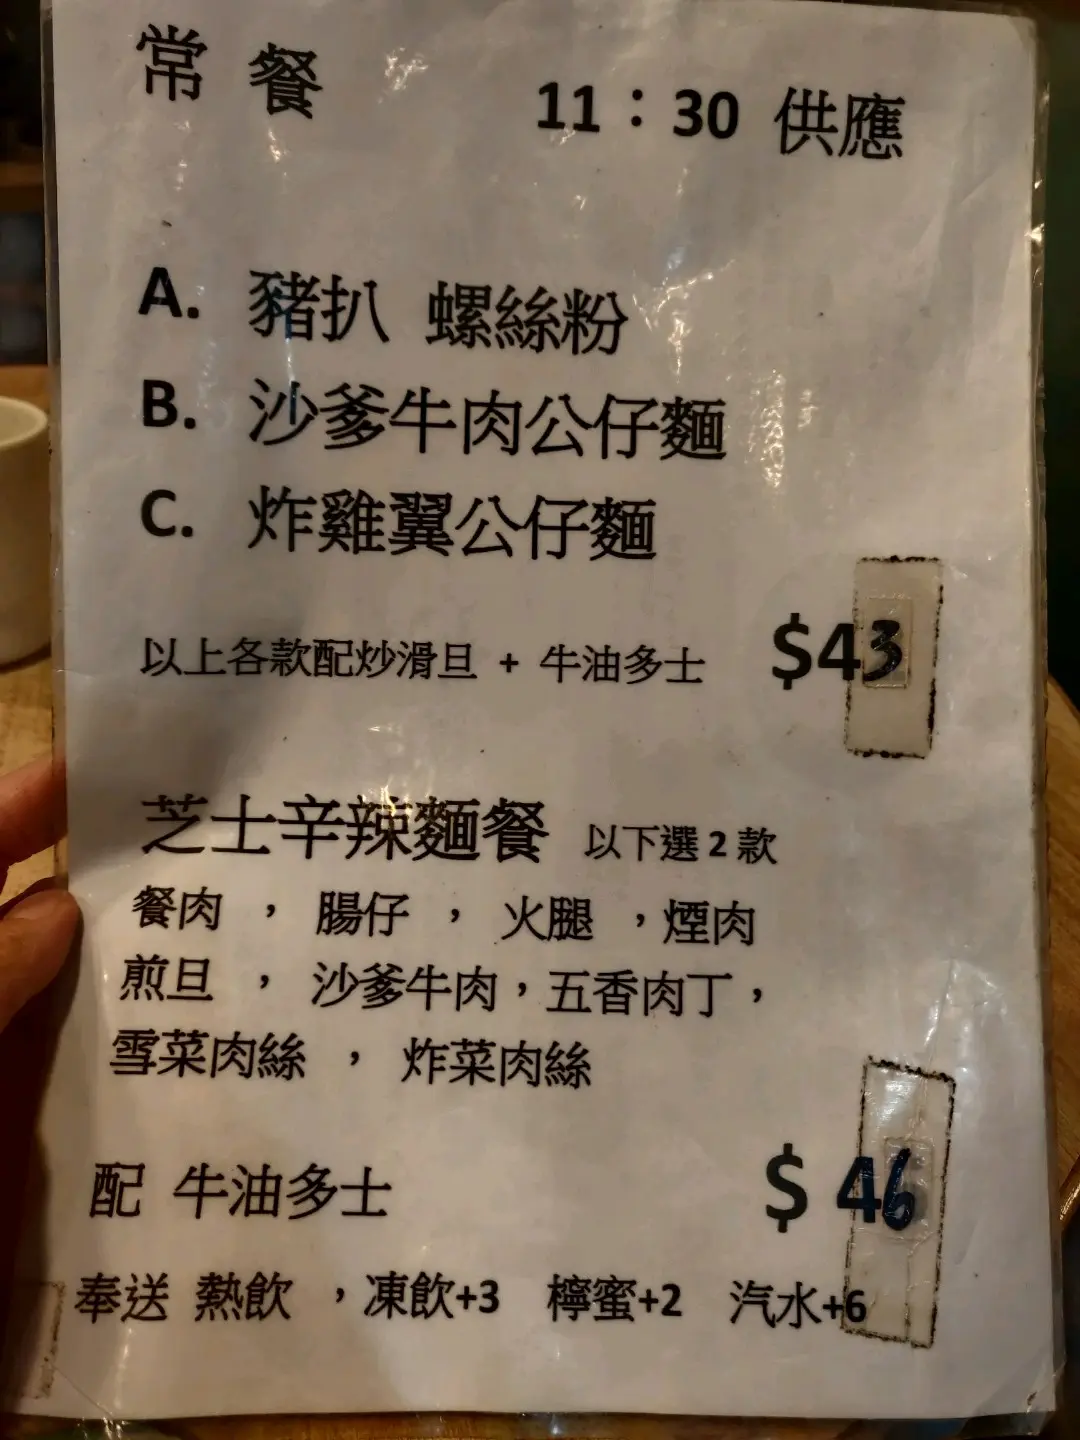 常 餐 11：30 供應
A. 豬扒 螺絲粉
B. 沙爹牛肉公仔麵
C. 炸雞翼公仔麵
以上各款配炒滑旦 + 牛油多士 $43
芝士辛辣麵餐 以下選 2 款
餐肉 ， 腸仔 ， 火腿 ，煙肉
煎旦 ， 沙爹牛肉，五香肉丁，
雪菜肉絲 ， 炸菜肉絲
配 牛油多士 $ 46
奉送 熱飲 ，凍飲+3 檸蜜+2 汽水+6